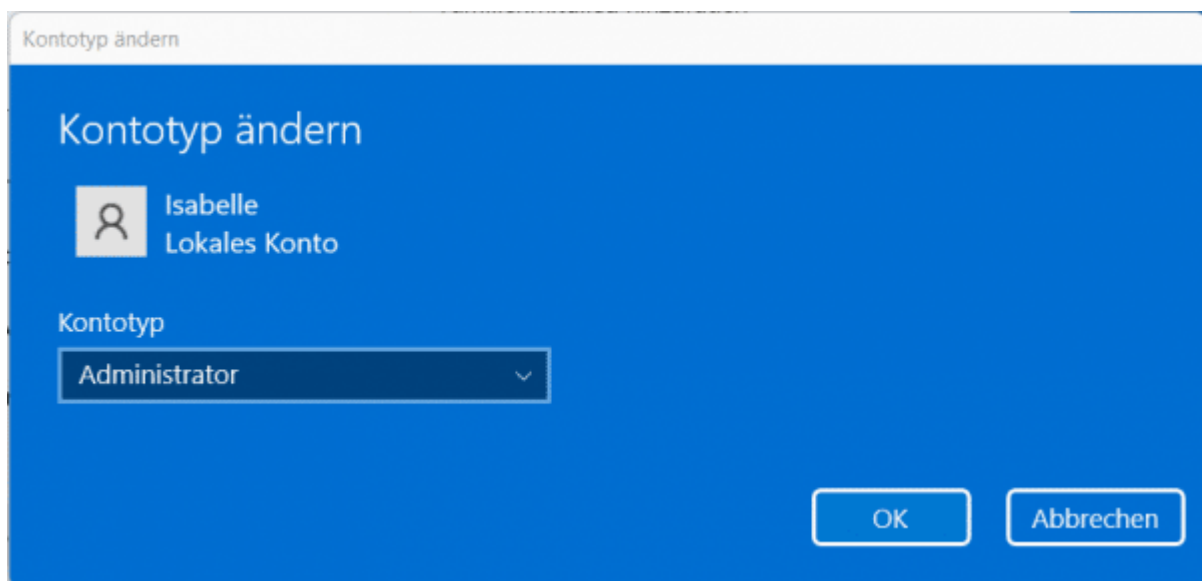 Kontotyp ändern
Kontotyp ändern
Isabelle
Lokales Konto
Kontotyp
Administrator
OK
Abbrechen